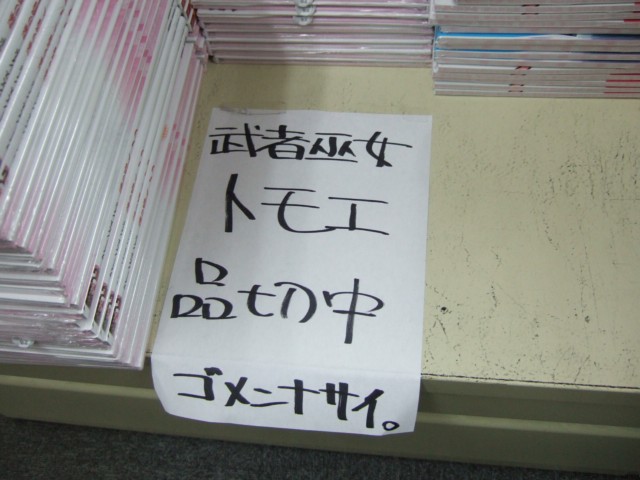 武者巫女
トモエ
品切中
ゴメンナサイ。